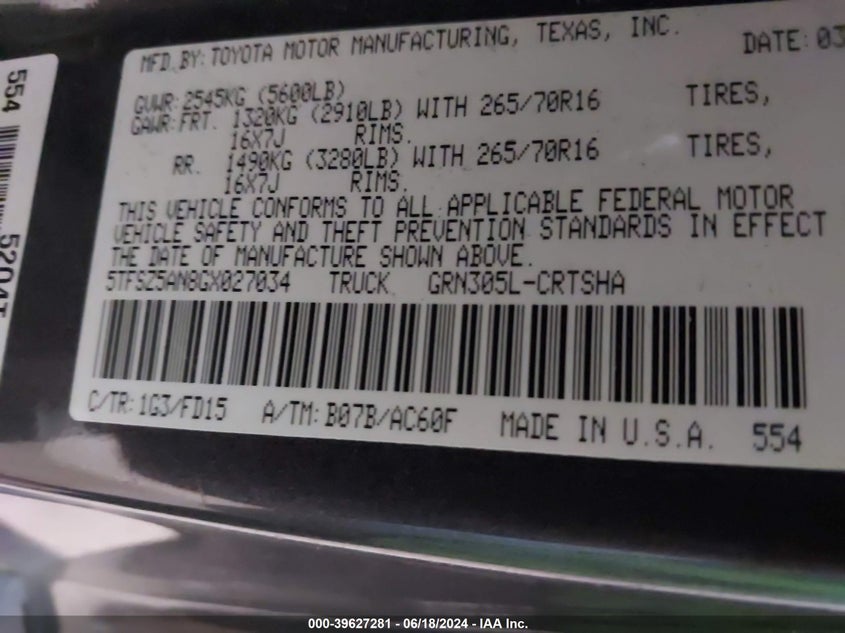 MFD.BY: TOYOTA MOTOR MANUFACTURING, TEXAS, INC. DATE: 03
GVWR: 2545KG (5600LB)
GAWR: FRT. 1320KG (2910LB) WITH 265/70R16 TIRES,
16X7J RIMS.
RR. 1490KG (3280LB) WITH 265/70R16 TIRES,
16X7J RIMS.
THIS VEHICLE CONFORMS TO ALL APPLICABLE FEDERAL MOTOR
VEHICLE SAFETY AND THEFT PREVENTION STANDARDS IN EFFECT
THE DATE OF MANUFACTURE SHOWN ABOVE.
5TFSZ5AN8GX027034 TRUCK GRN305L-CRTSHA
C/TR: 1G3/FD15 A/TM: B07B/AC60F MADE IN U.S.A. 554
554
5204T
000-39627281 - 06/18/2024 - IAA Inc.